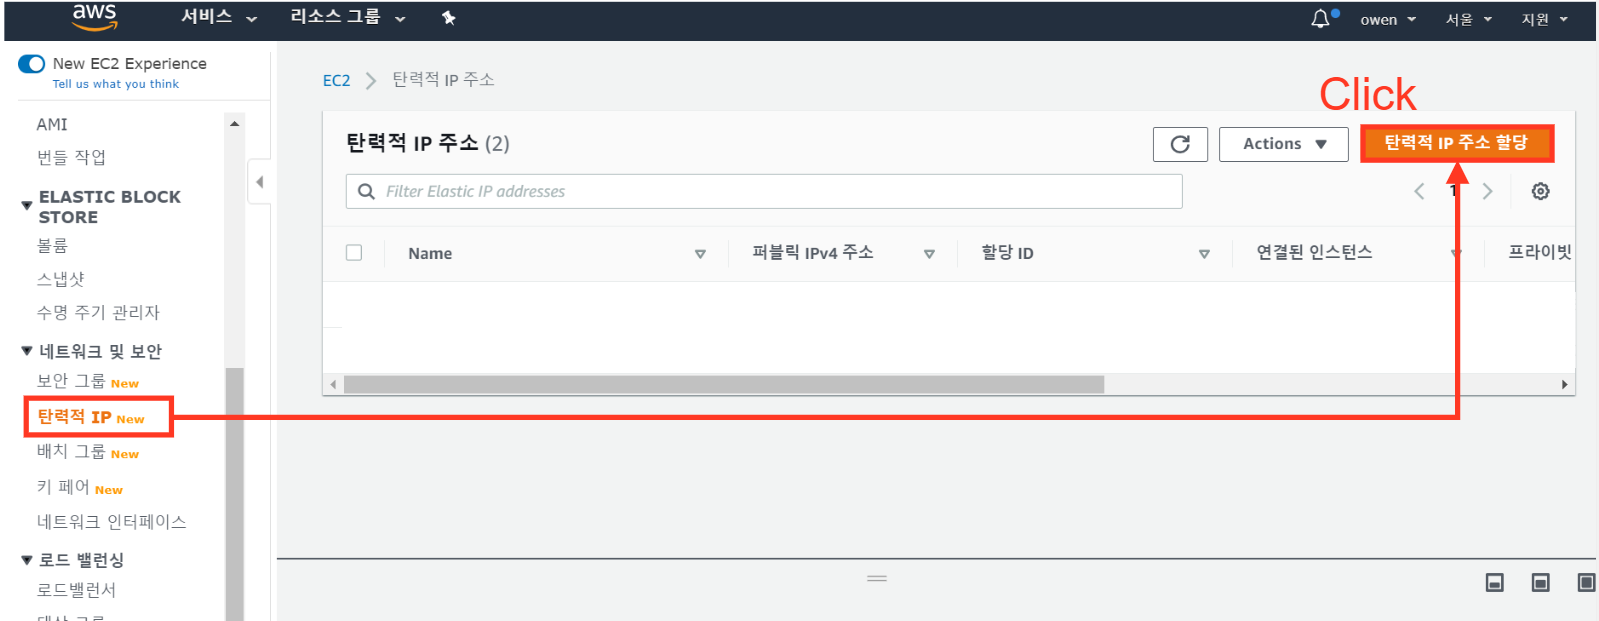 aws 서비스 리소스 그룹 owen 서울 지원
New EC2 Experience
Tell us what you think
AMI
번들 작업
ELASTIC BLOCK
STORE
볼륨
스냅샷
수명 주기 관리자
네트워크 및 보안
보안 그룹 New
탄력적 IP New
배치 그룹 New
키 페어 New
네트워크 인터페이스
로드 밸런싱
로드밸런서
대상 그룹
EC2 > 탄력적 IP 주소
Click
탄력적 IP 주소 (2) Actions 탄력적 IP 주소 할당
Filter Elastic IP addresses
1
Name 퍼블릭 IPv4 주소 할당 ID 연결된 인스턴스 프라이빗